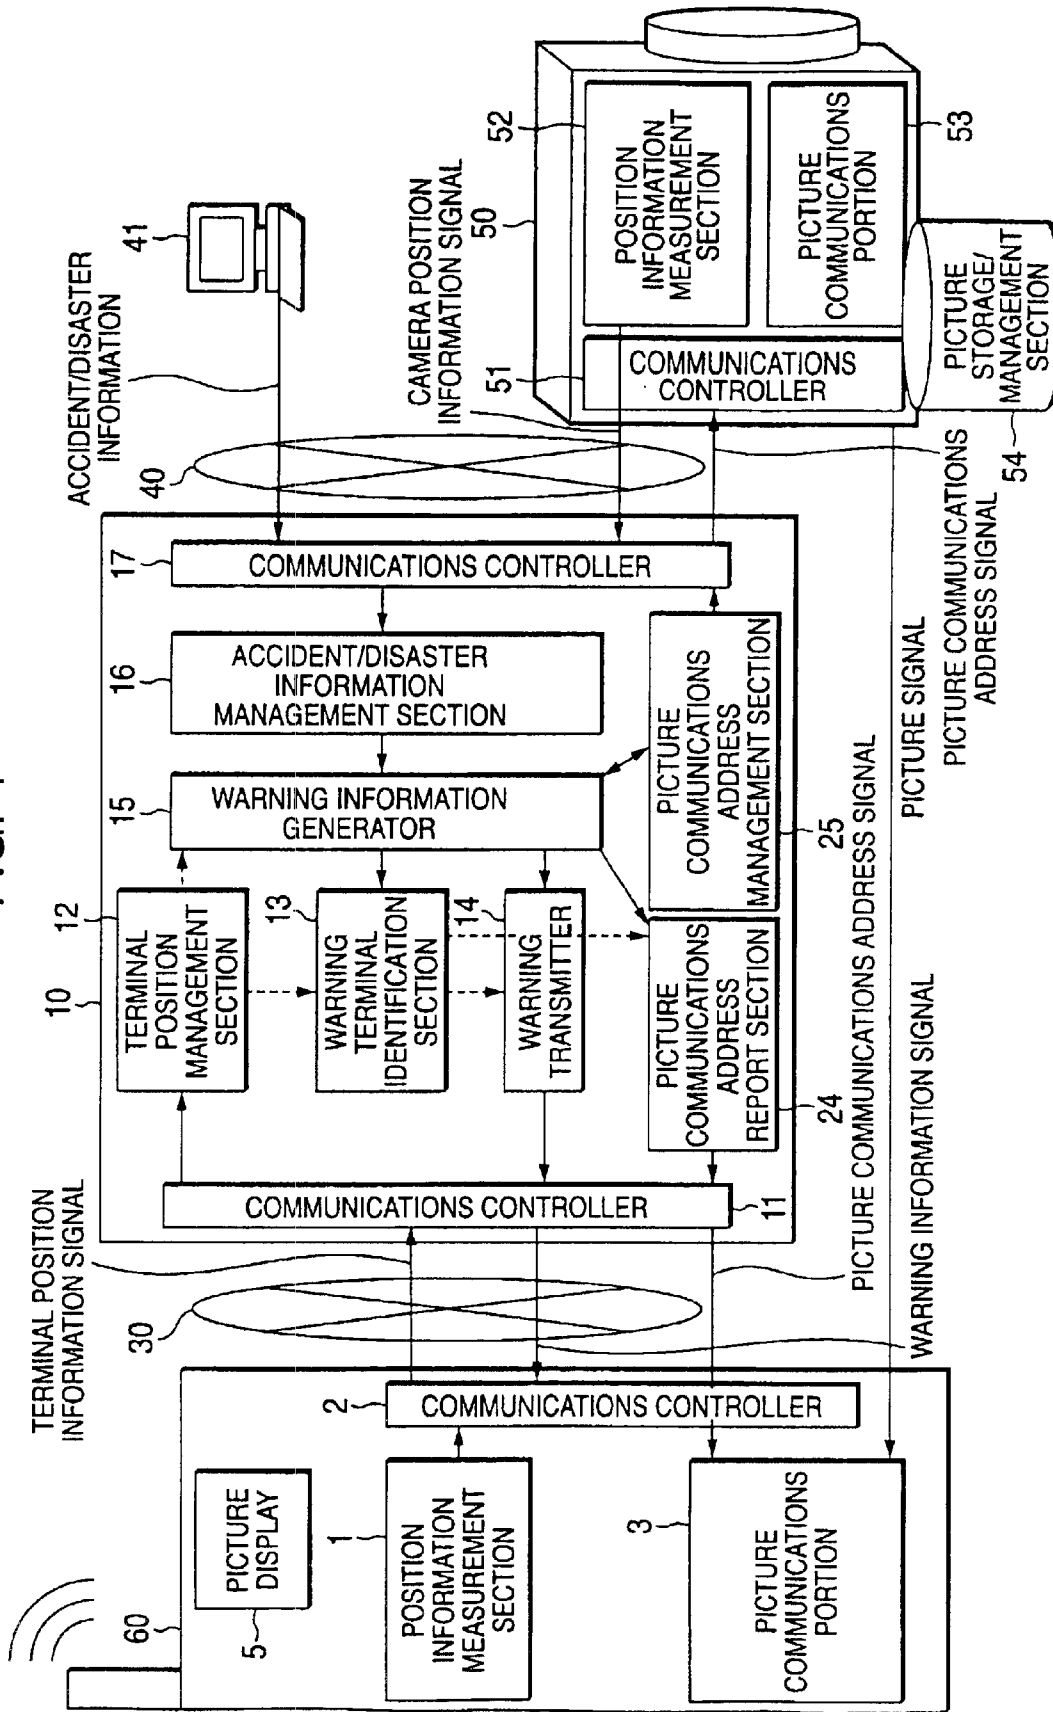 60
5
PICTURE
DISPLAY
1
POSITION
INFORMATION
MEASUREMENT
SECTION
2
COMMUNICATIONS CONTROLLER
3
PICTURE
COMMUNICATIONS
PORTION
TERMINAL POSITION
INFORMATION SIGNAL
30
WARNING INFORMATION SIGNAL
PICTURE COMMUNICATIONS ADDRESS SIGNAL
PICTURE SIGNAL
10
COMMUNICATIONS CONTROLLER
11
12
TERMINAL
POSITION
MANAGEMENT
SECTION
13
WARNING
TERMINAL
IDENTIFICATION
SECTION
14
WARNING
TRANSMITTER
PICTURE
COMMUNICATIONS
ADDRESS
REPORT SECTION
24
15
WARNING INFORMATION
GENERATOR
16
ACCIDENT/DISASTER
INFORMATION
MANAGEMENT SECTION
PICTURE
COMMUNICATIONS
ADDRESS
MANAGEMENT SECTION
25
17
COMMUNICATIONS CONTROLLER
40
ACCIDENT/DISASTER
INFORMATION
41
CAMERA POSITION
INFORMATION SIGNAL
PICTURE COMMUNICATIONS
ADDRESS SIGNAL
50
51
COMMUNICATIONS
CONTROLLER
52
POSITION
INFORMATION
MEASUREMENT
SECTION
PICTURE
COMMUNICATIONS
PORTION
53
PICTURE
STORAGE/
MANAGEMENT
SECTION
54